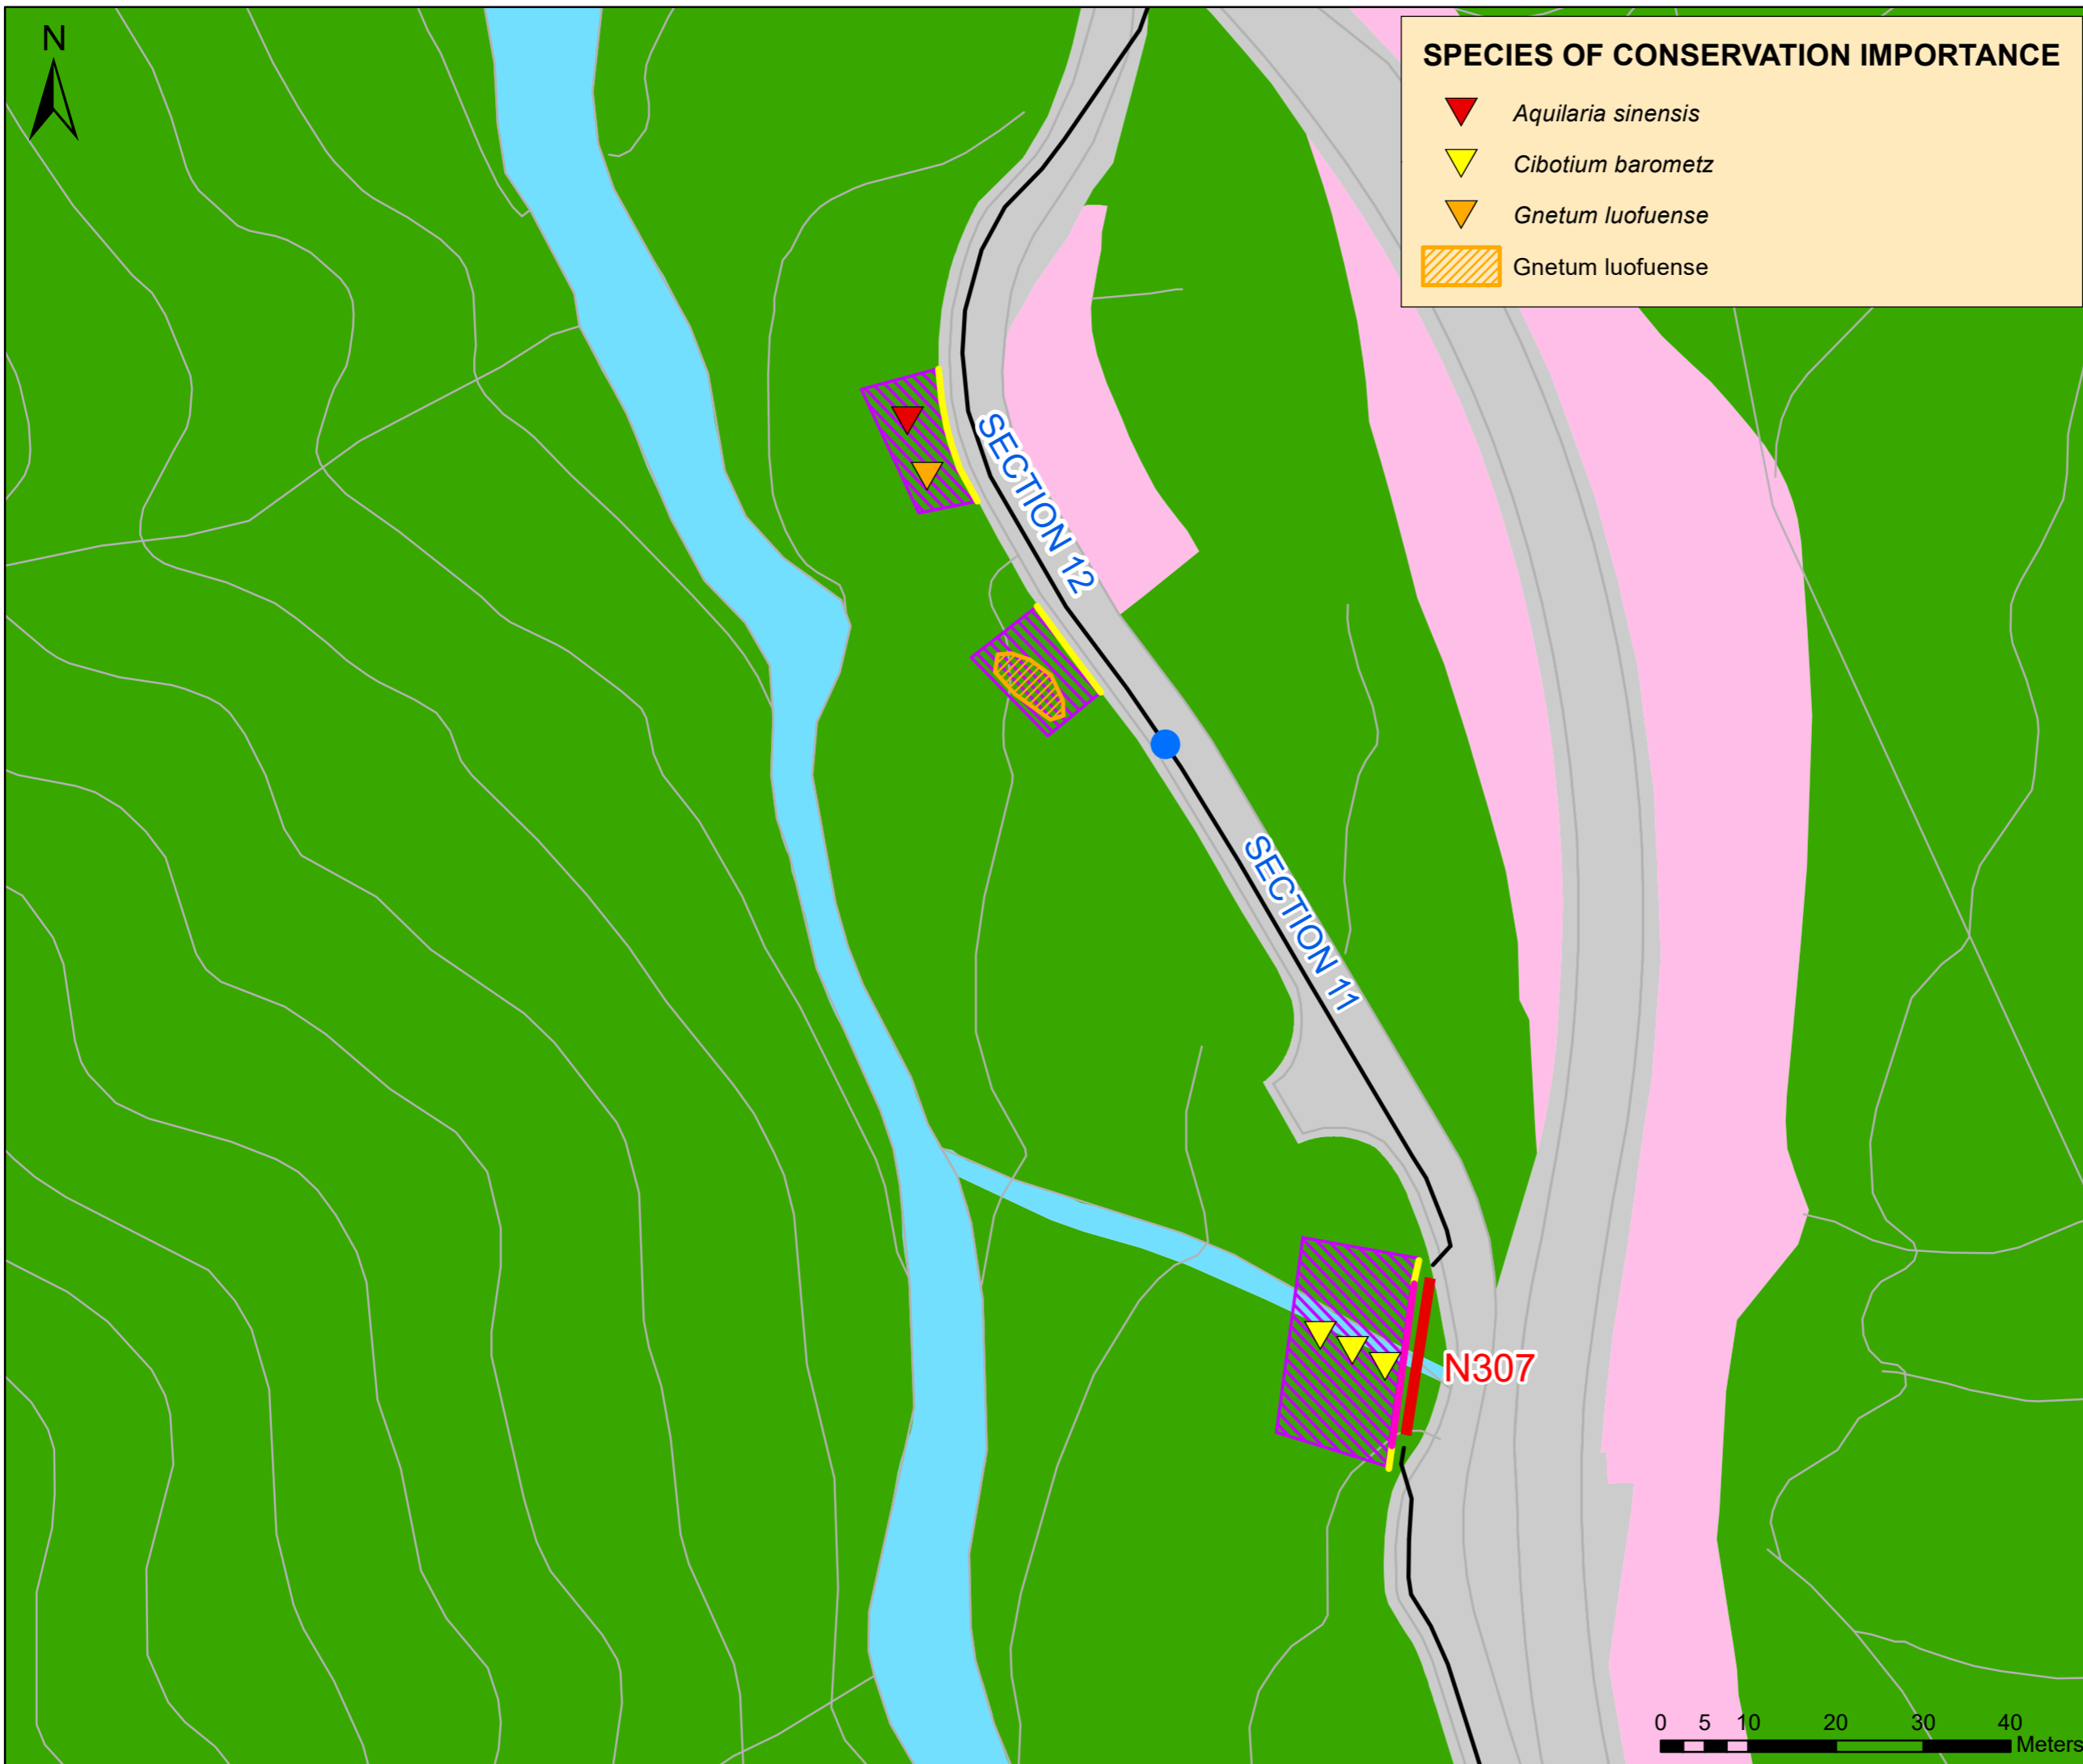 N
SPECIES OF CONSERVATION IMPORTANCE
Aquilaria sinensis
Cibotium barometz
Gnetum luofuense
Gnetum luofuense
SECTION 12
SECTION 11
N307
0 5 10 20 30 40
Meters